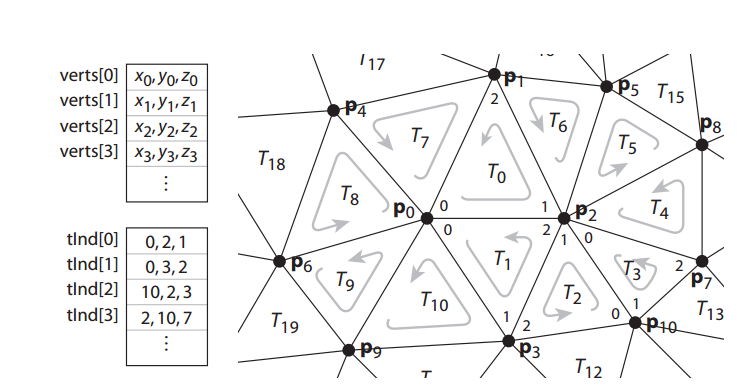 verts[0] x0,y0,z0
verts[1] x1,y1,z1
verts[2] x2,y2,z2
verts[3] x3,y3,z3
⋮
tInd[0] 0,2,1
tInd[1] 0,3,2
tInd[2] 10,2,3
tInd[3] 2,10,7
⋮
T17
p1
p5
T15
2
p4
T7
T6
T5
p8
T18
T0
T8
p0
0
1
p2
T4
0
2
1
0
p6
T1
T3
2
p7
T9
T10
T2
1
T13
T19
1
2
0
p10
p9
p3
T12
T